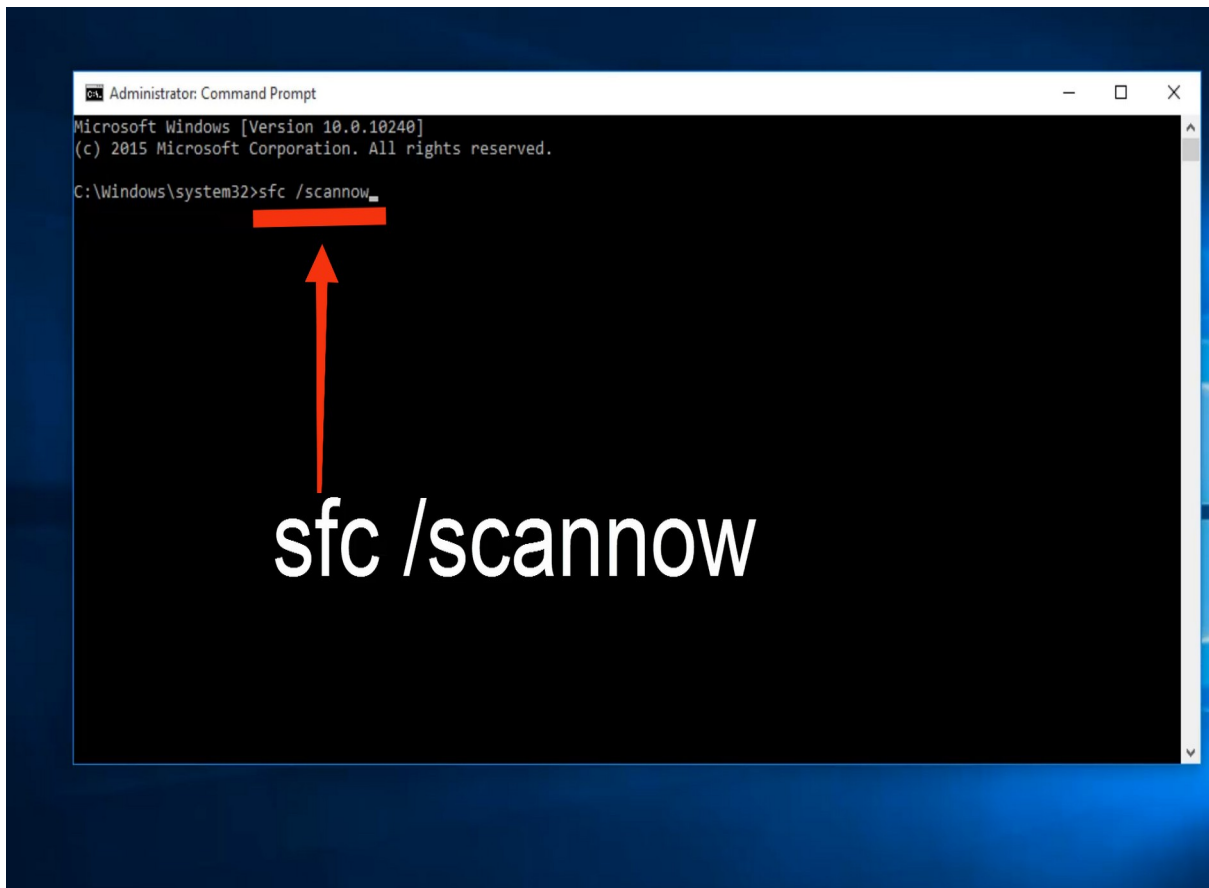 Administrator: Command Prompt
Microsoft Windows [Version 10.0.10240]
(c) 2015 Microsoft Corporation. All rights reserved.
C:\Windows\system32>sfc /scannow_
sfc /scannow